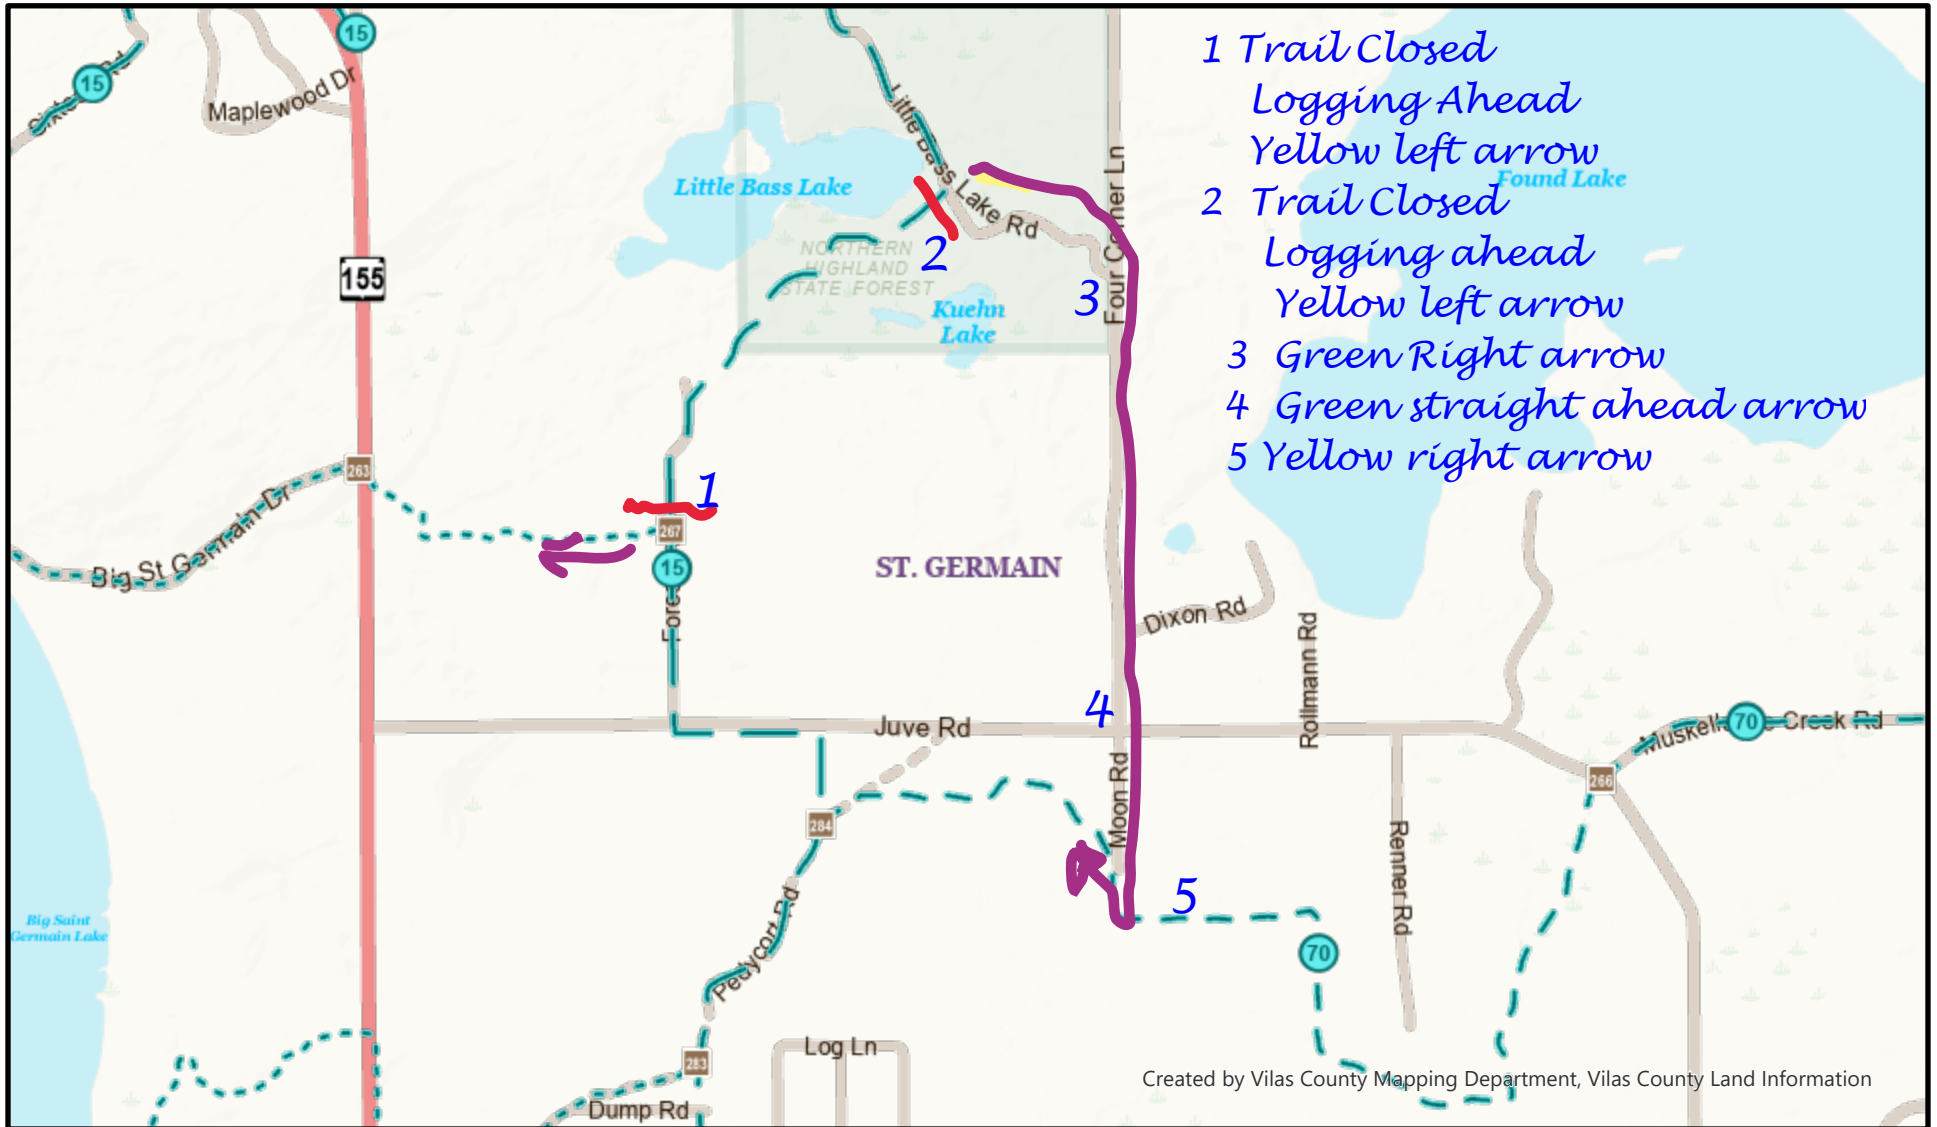 15
15
Maplewood Dr
1 Trail Closed
Logging Ahead
Yellow left arrow
2 Trail Closed
Logging ahead
Yellow left arrow
3 Green Right arrow
4 Green straight ahead arrow
5 Yellow right arrow
Little Bass Lake Rd
Four Corner Ln
Found Lake
Little Bass Lake
2
NORTHERN
HIGHLAND
STATE FOREST
155
3
Kuehn
Lake
263
Big St Germain Dr
1
267
15
ST. GERMAIN
Dixon Rd
Rollmann Rd
4
Juve Rd
70
Creek Rd
266
Moon Rd
284
Renner Rd
5
Pedycort Rd
Big Saint
Germain Lake
70
283
Log Ln
Dump Rd
Created by Vilas County Mapping Department, Vilas County Land Information